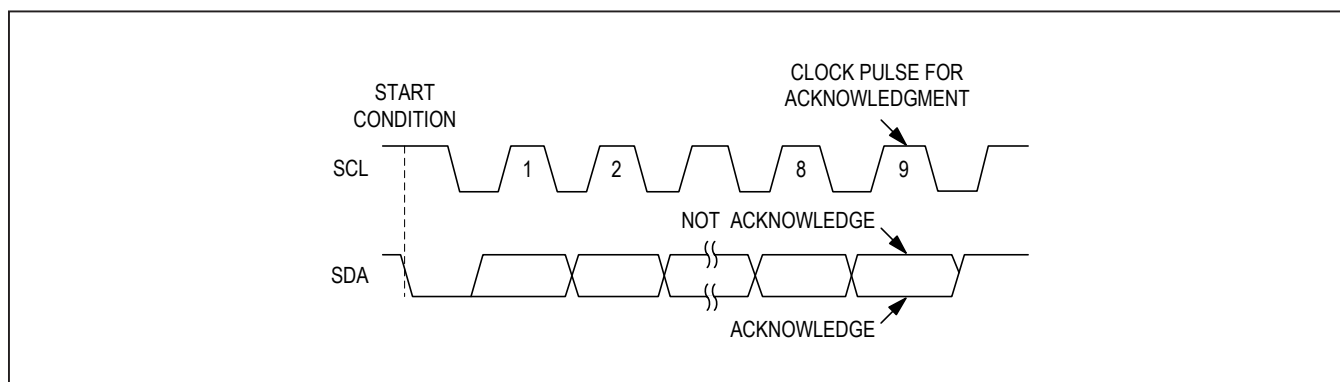 START
CONDITION
CLOCK PULSE FOR
ACKNOWLEDGMENT
SCL
1
2
8
9
NOT ACKNOWLEDGE
SDA
ACKNOWLEDGE